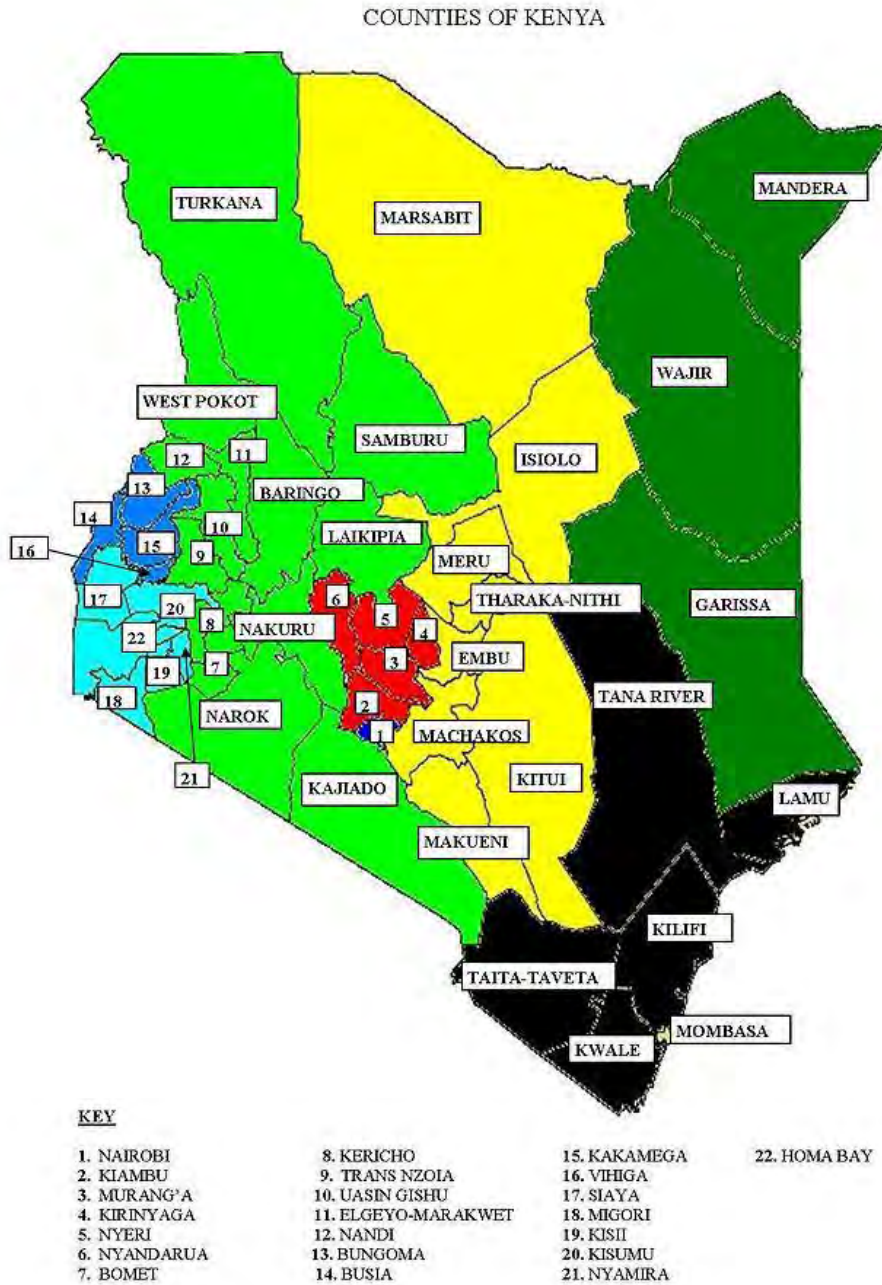 COUNTIES OF KENYA
MANDERA
TURKANA
MARSABIT
WAJIR
WEST POKOT
SAMBURU
11
12
ISIOLO
13
BARINGO
14
10
LAIKIPIA
16
15
9
MERU
6
THARAKA-NITHI
17
20
5
GARISSA
8
NAKURU
4
22
EMBU
7
3
19
TANA RIVER
18
2
NAROK
1
MACHAKOS
21
KITUI
KAJIADO
LAMU
MAKUENI
KILIFI
TAITA-TAVETA
MOMBASA
KWALE
KEY
1. NAIROBI
2. KIAMBU
3. MURANG'A
4. KIRINYAGA
5. NYERI
6. NYANDARUA
7. BOMET
8. KERICHO
9. TRANS NZOIA
10. UASIN GISHU
11. ELGEYO-MARAKWET
12. NANDI
13. BUNGOMA
14. BUSIA
15. KAKAMEGA
16. VIHIGA
17. SIAYA
18. MIGORI
19. KISII
20. KISUMU
21. NYAMIRA
22. HOMA BAY